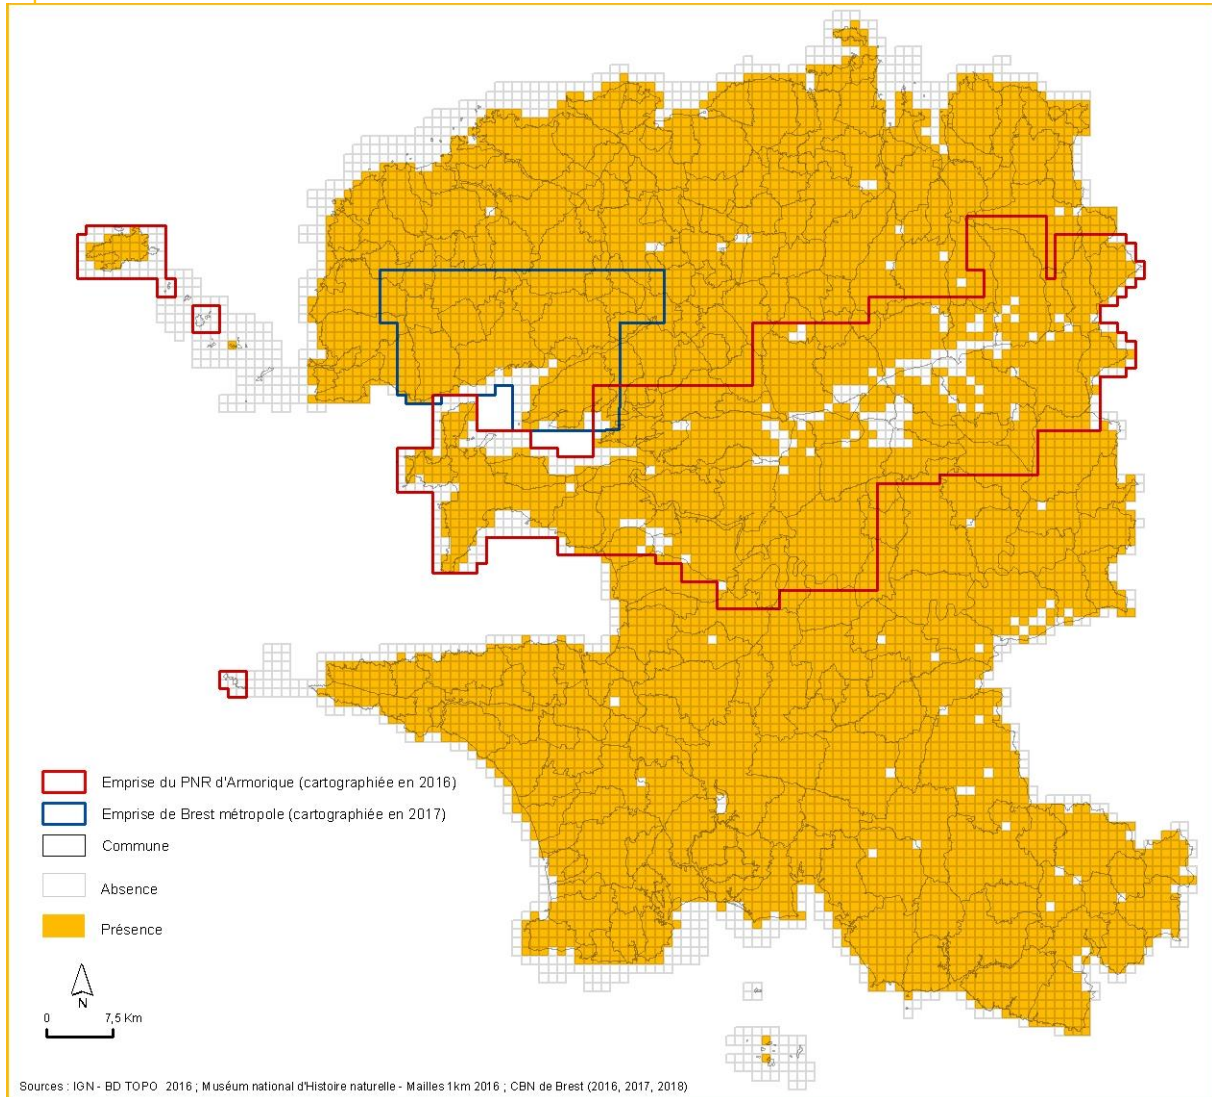 Emprise du PNR d'Armorique (cartographiée en 2016)
Emprise de Brest métropole (cartographiée en 2017)
Commune
Absence
Présence
N
0 7,5 Km
Sources : IGN - BD TOPO 2016 ; Muséum national d'Histoire naturelle - Mailles 1km 2016 ; CBN de Brest (2016, 2017, 2018)